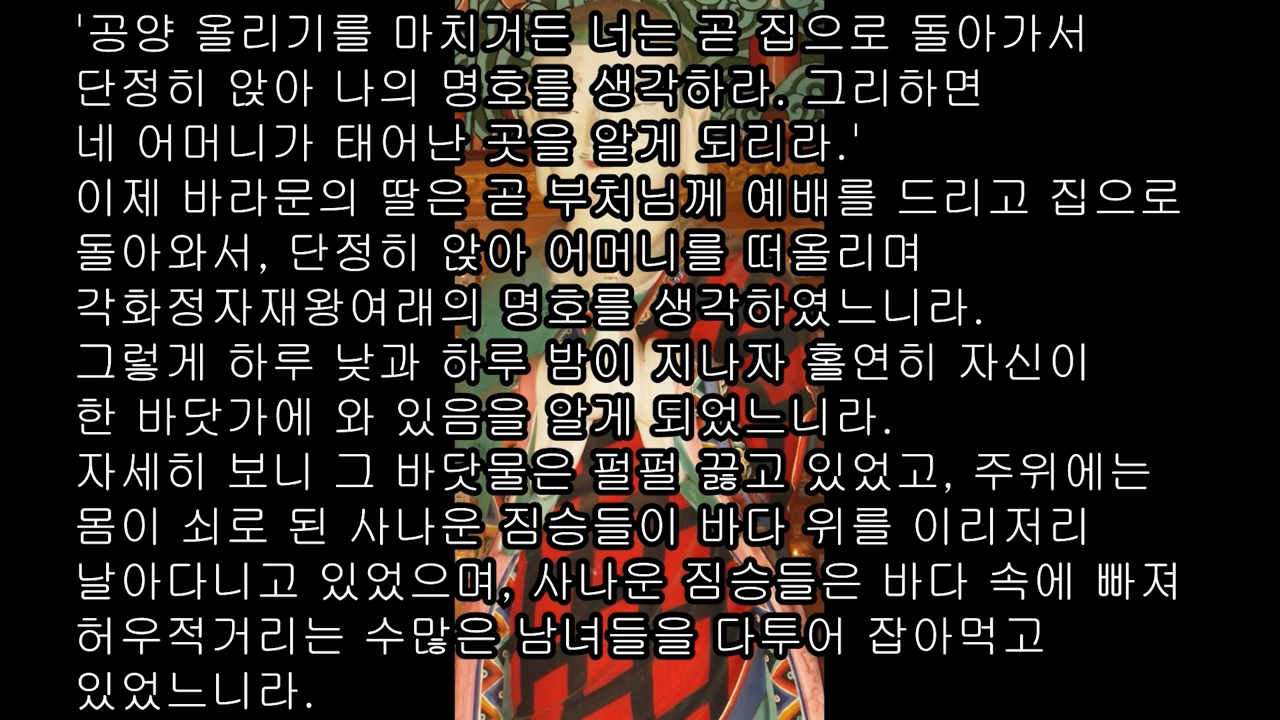 '공양 올리기를 마치거든 너는 곧 집으로 돌아가서
단정히 앉아 나의 명호를 생각하라. 그리하면
네 어머니가 태어난 곳을 알게 되리라.'
이제 바라문의 딸은 곧 부처님께 예배를 드리고 집으로
돌아와서, 단정히 앉아 어머니를 떠올리며
각화정자재왕여래의 명호를 생각하였느니라.
그렇게 하루 낮과 하루 밤이 지나자 홀연히 자신이
한 바닷가에 와 있음을 알게 되었느니라.
자세히 보니 그 바닷물은 펄펄 끓고 있었고, 주위에는
몸이 쇠로 된 사나운 짐승들이 바다 위를 이리저리
날아다니고 있었으며, 사나운 짐승들은 바다 속에 빠져
허우적거리는 수많은 남녀들을 다투어 잡아먹고
있었느니라.